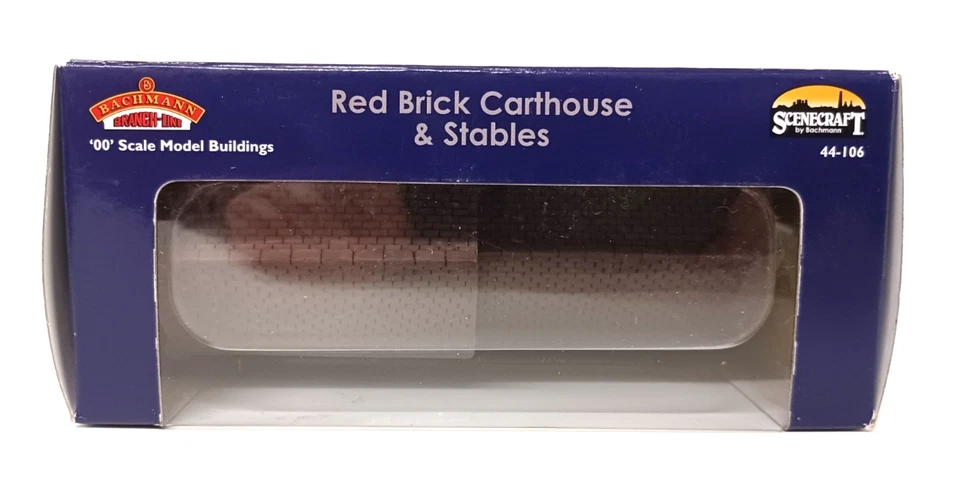 BACHMANN
BRANCH-LINE
'00' Scale Model Buildings
Red Brick Carthouse
& Stables
SCENECRAFT
by Bachmann
44-106